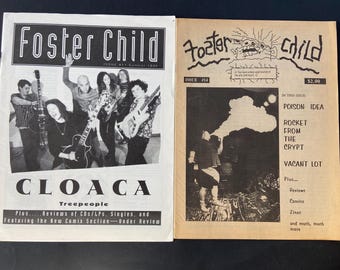 Foster Child
CLOACA
Treepeople
Plus... Reviews of CDs/LPs, Singles, and
Featuring the New Comix Section——Under Review
foster child
ISSUE #14
$2.00
IN THIS ISSUE:
POISON IDEA
ROCKET
FROM THE
CRYPT
VACANT LOT
Plus...
Reviews
Comics
Zines
and much, much
more